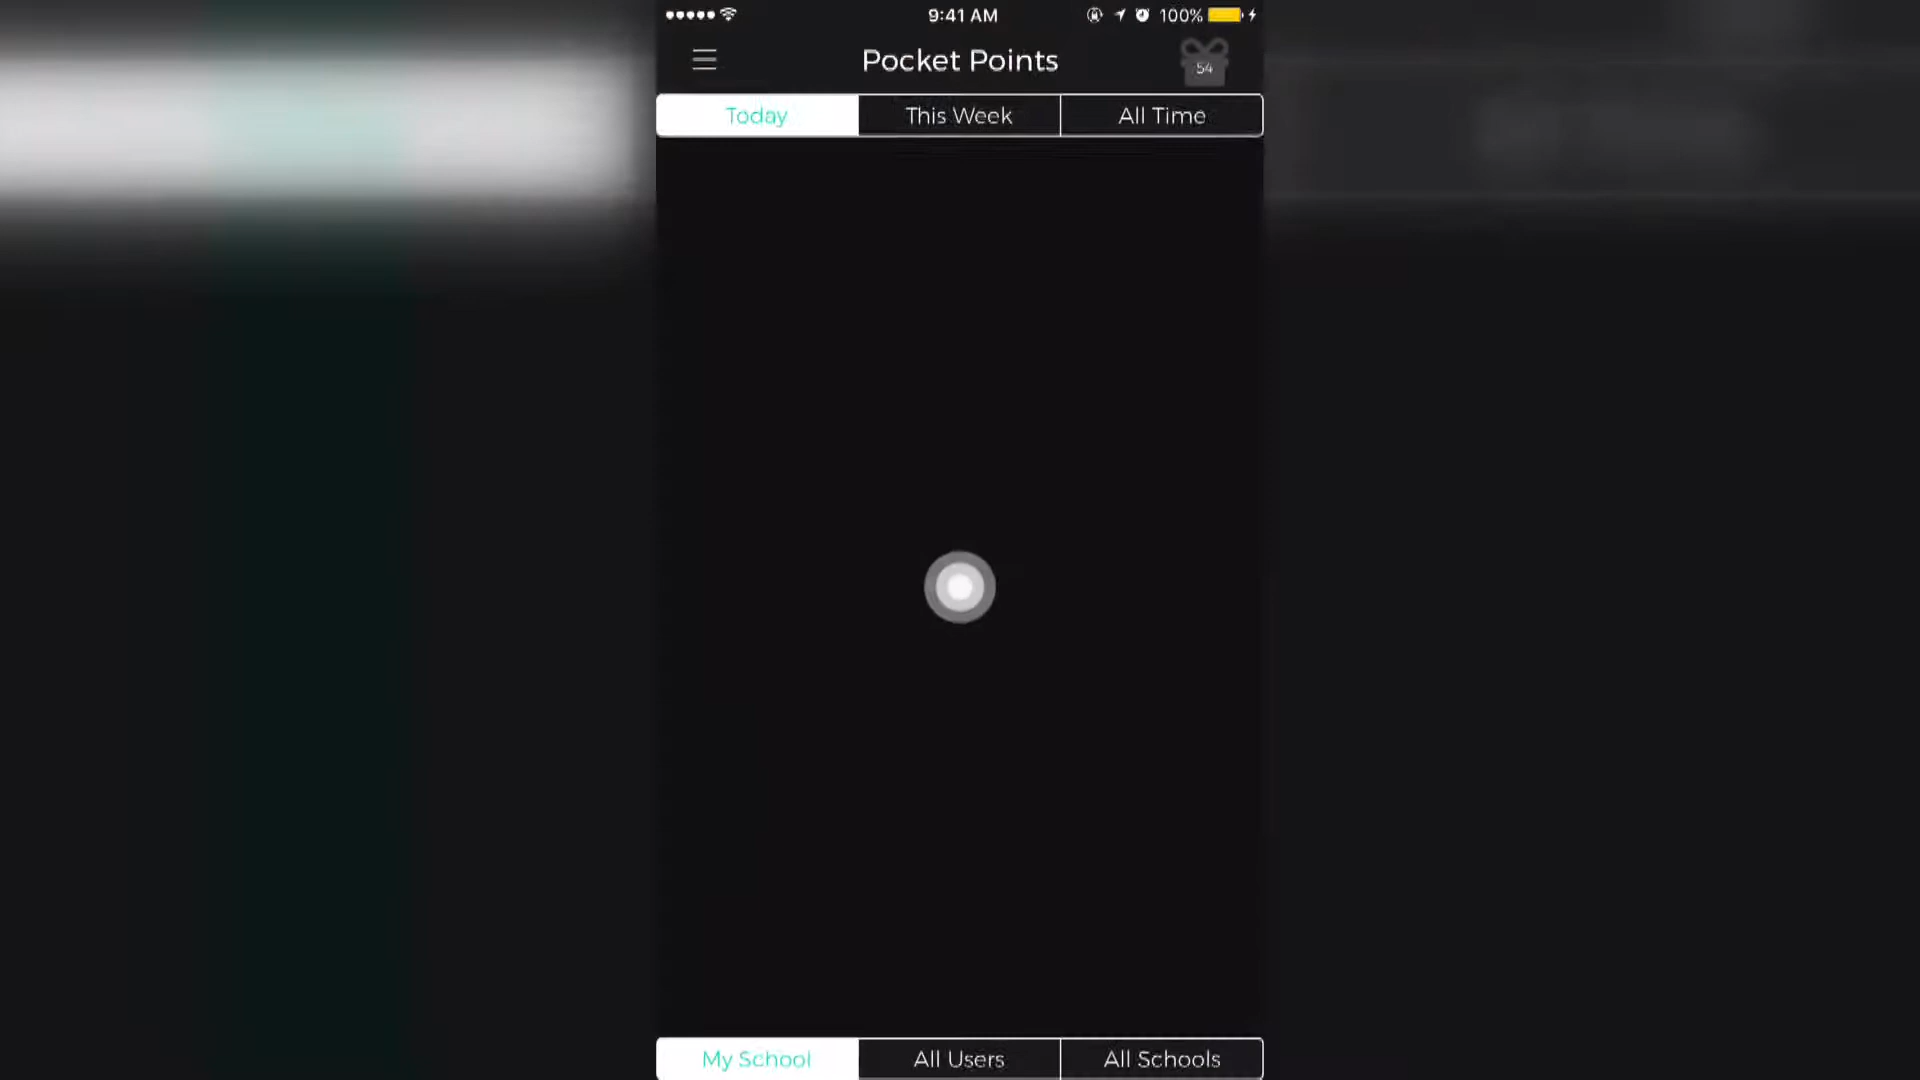 9:41 AM 100%
Pocket Points
54
Today This Week All Time
My School All Users All Schools